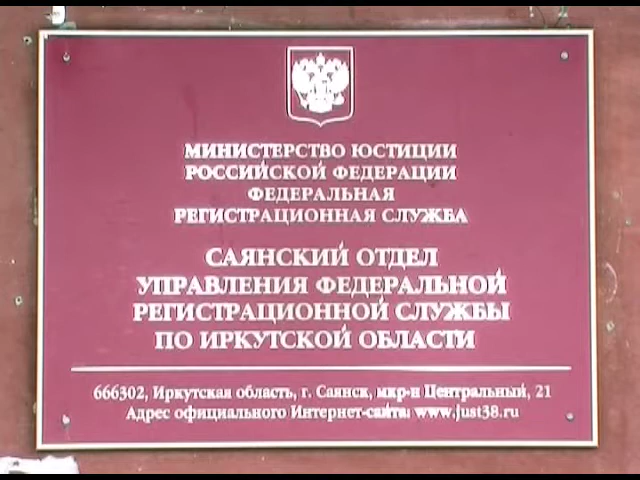 МИНИСТЕРСТВО ЮСТИЦИИ
РОССИЙСКОЙ ФЕДЕРАЦИИ
ФЕДЕРАЛЬНАЯ
РЕГИСТРАЦИОННАЯ СЛУЖБА
САЯНСКИЙ ОТДЕЛ
УПРАВЛЕНИЯ ФЕДЕРАЛЬНОЙ
РЕГИСТРАЦИОННОЙ СЛУЖБЫ
ПО ИРКУТСКОЙ ОБЛАСТИ
666302, Иркутская область, г. Саянск, мкр-н Центральный, 21
Адрес официального Интернет-сайта: www.just38.ru